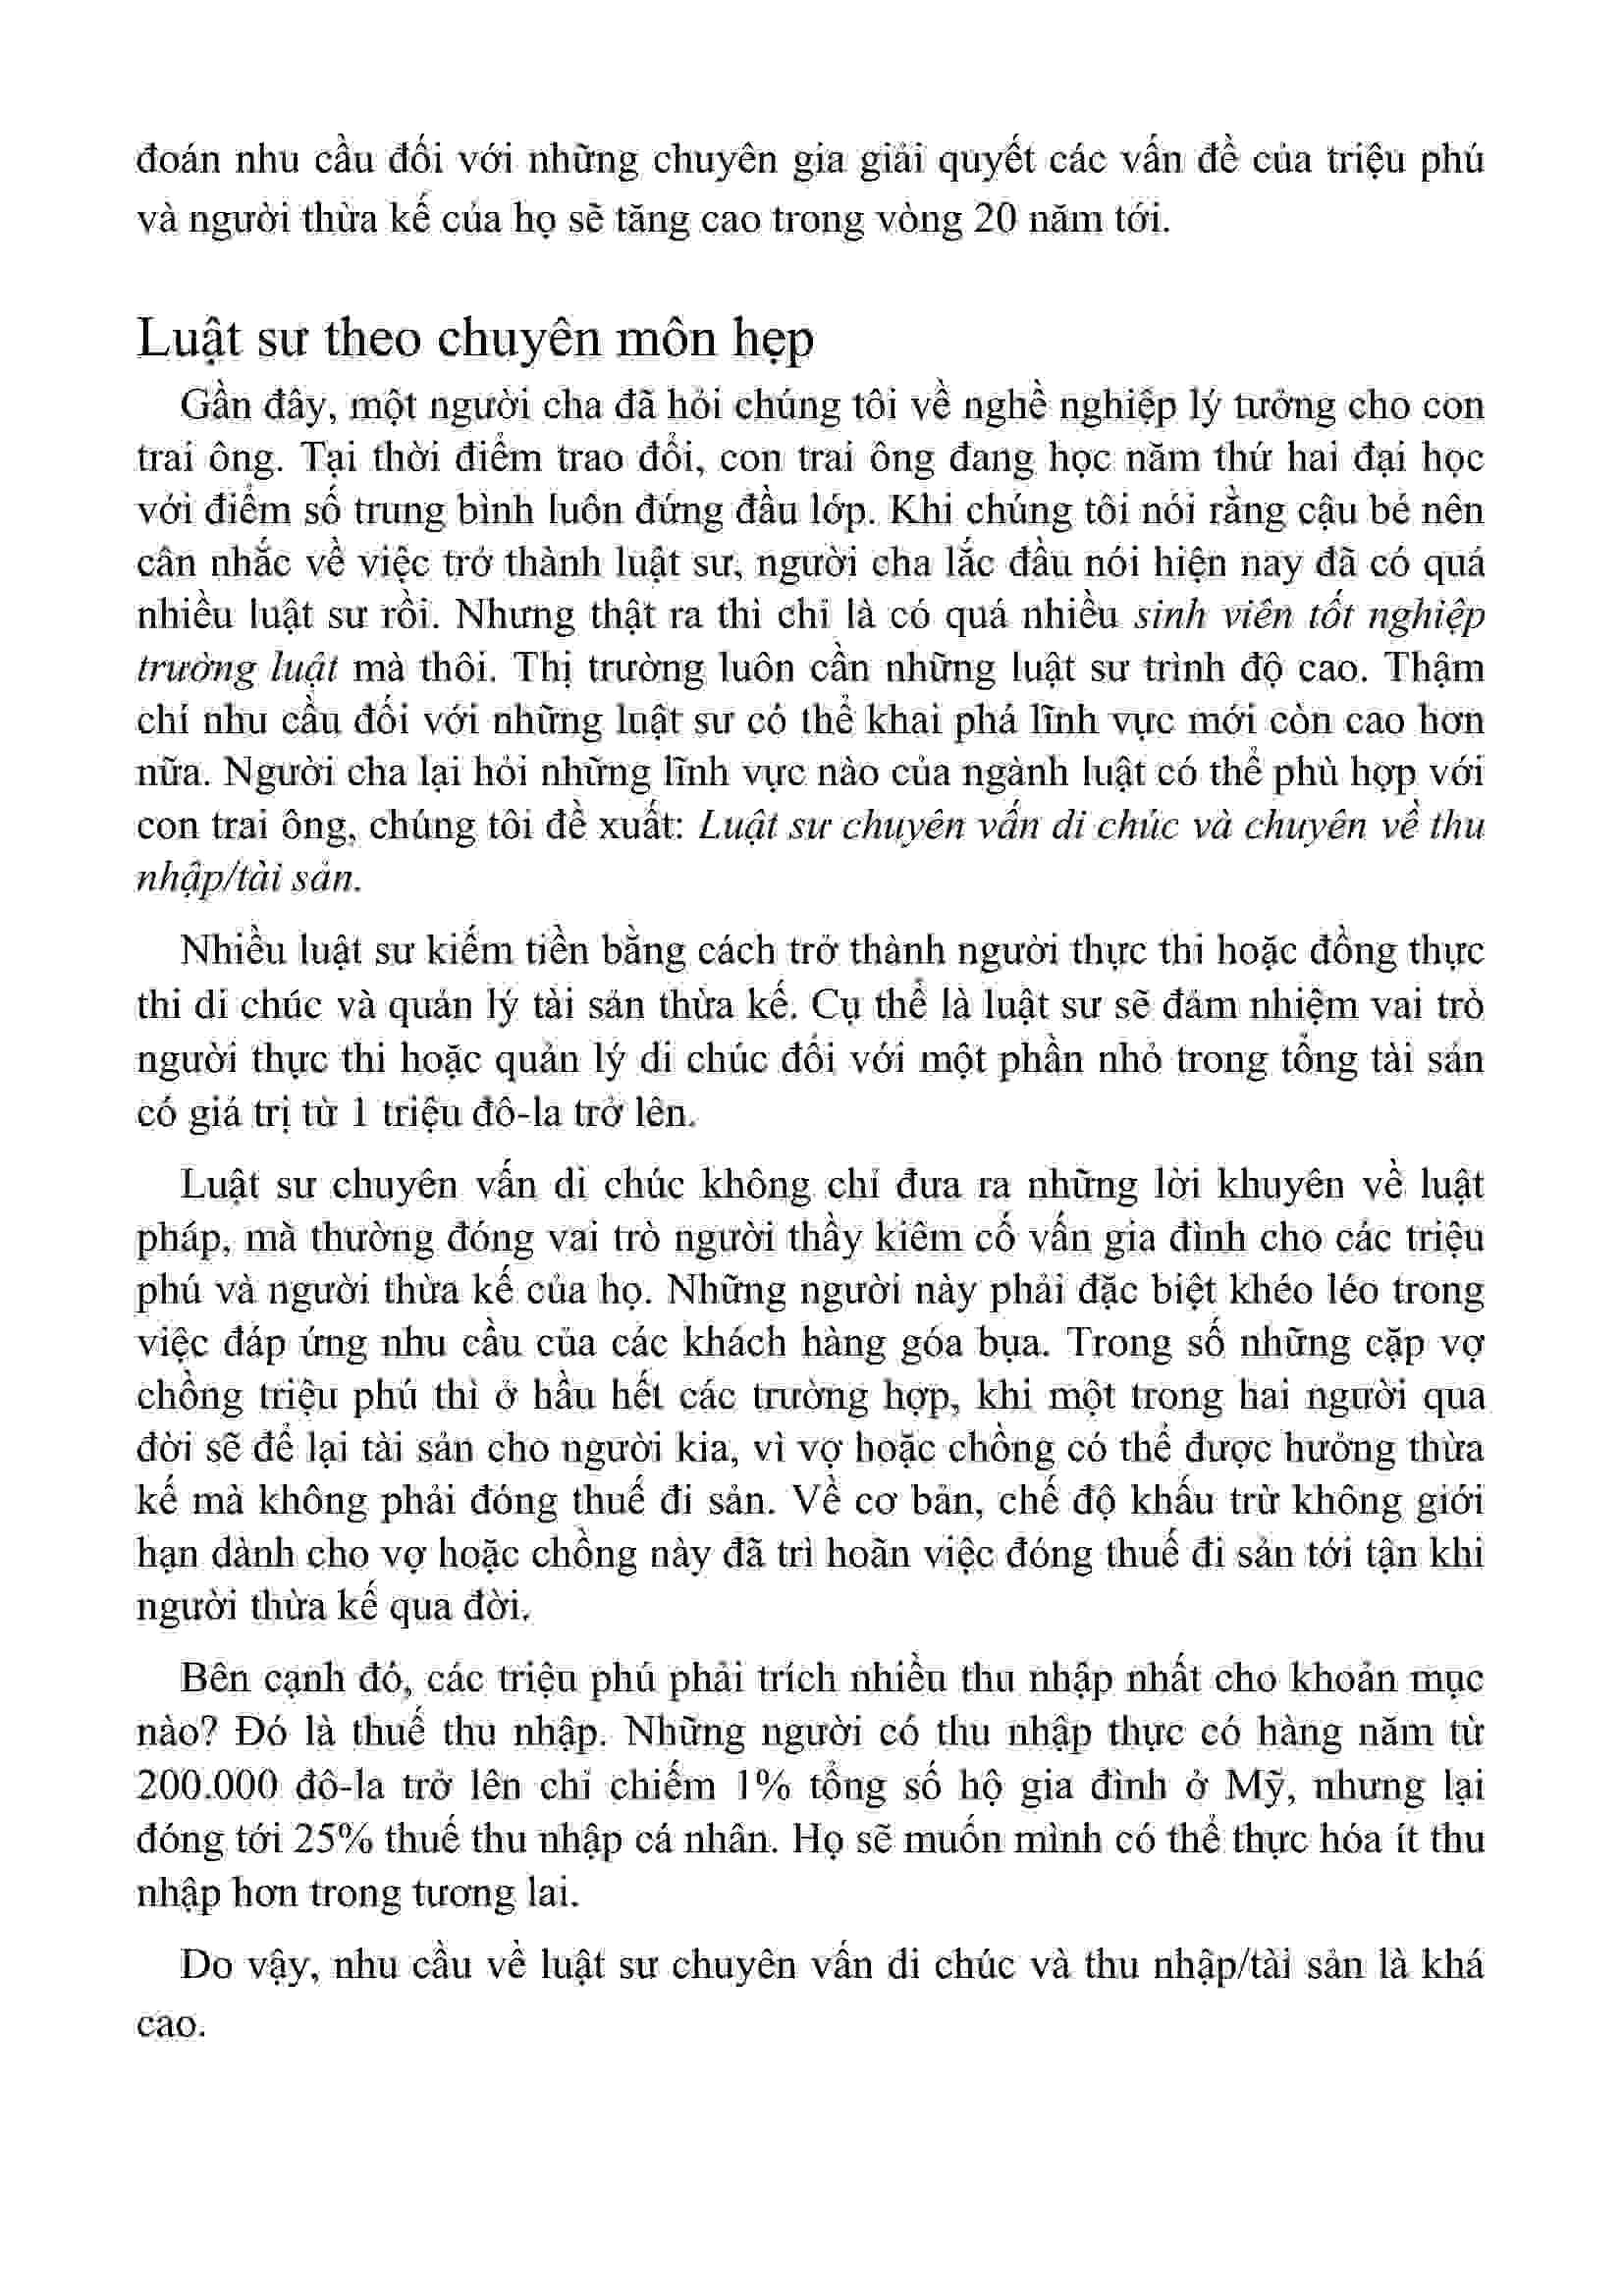 đoán nhu cầu đối với những chuyên gia giải quyết các vấn đề của triệu phú
và người thừa kế của họ sẽ tăng cao trong vòng 20 năm tới.
Luật sư theo chuyên môn hẹp
Gần đây, một người cha đã hỏi chúng tôi về nghề nghiệp lý tưởng cho con
trai ông. Tại thời điểm trao đổi, con trai ông đang học năm thứ hai đại học
với điểm số trung bình luôn đứng đầu lớp. Khi chúng tôi nói rằng cậu bé nên
cân nhắc về việc trở thành luật sư, người cha lắc đầu nói hiện nay đã có quá
nhiều luật sư rồi. Nhưng thật ra thì chỉ là có quá nhiều sinh viên tốt nghiệp
trường luật mà thôi. Thị trường luôn cần những luật sư trình độ cao. Thậm
chí nhu cầu đối với những luật sư có thể khai phá lĩnh vực mới còn cao hơn
nữa. Người cha lại hỏi những lĩnh vực nào của ngành luật có thể phù hợp với
con trai ông, chúng tôi đề xuất: Luật sư chuyên vấn di chúc và chuyên về thu
nhập/tài sản.
Nhiều luật sư kiếm tiền bằng cách trở thành người thực thi hoặc đồng thực
thi di chúc và quản lý tài sản thừa kế. Cụ thể là luật sư sẽ đảm nhiệm vai trò
người thực thi hoặc quản lý di chúc đối với một phần nhỏ trong tổng tài sản
có giá trị từ 1 triệu đô-la trở lên.
Luật sư chuyên vấn di chúc không chỉ đưa ra những lời khuyên về luật
pháp, mà thường đóng vai trò người thầy kiêm cố vấn gia đình cho các triệu
phú và người thừa kế của họ. Những người này phải đặc biệt khéo léo trong
việc đáp ứng nhu cầu của các khách hàng góa bụa. Trong số những cặp vợ
chồng triệu phú thì ở hầu hết các trường hợp, khi một trong hai người qua
đời sẽ để lại tài sản cho người kia, vì vợ hoặc chồng có thể được hưởng thừa
kế mà không phải đóng thuế di sản. Về cơ bản, chế độ khấu trừ không giới
hạn dành cho vợ hoặc chồng này đã trì hoãn việc đóng thuế di sản tới tận khi
người thừa kế qua đời.
Bên cạnh đó, các triệu phú phải trích nhiều thu nhập nhất cho khoản mục
nào? Đó là thuế thu nhập. Những người có thu nhập thực có hàng năm từ
200.000 đô-la trở lên chỉ chiếm 1% tổng số hộ gia đình ở Mỹ, nhưng lại
đóng tới 25% thuế thu nhập cá nhân. Họ sẽ muốn mình có thể thực hóa ít thu
nhập hơn trong tương lai.
Do vậy, nhu cầu về luật sư chuyên vấn di chúc và thu nhập/tài sản là khá
cao.